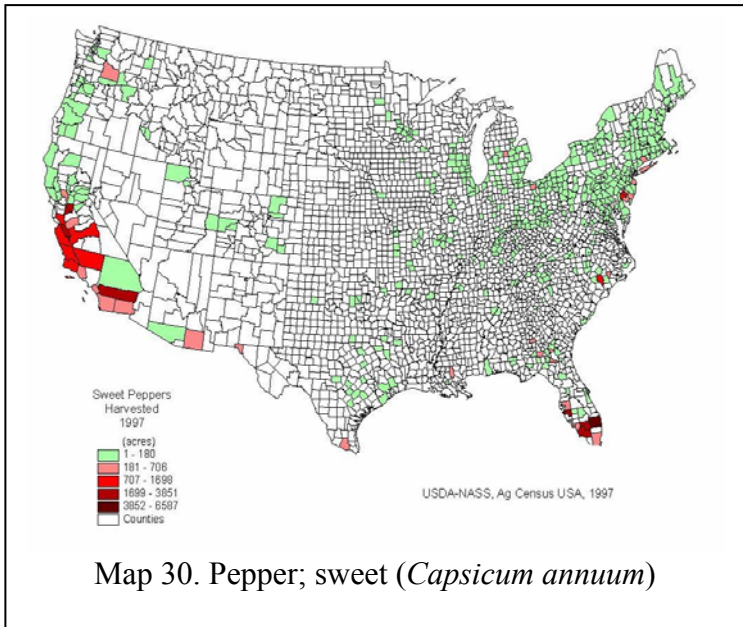 Sweet Peppers
Harvested
1997
(acres)
1 - 180
181 - 706
707 - 1698
1699 - 3851
3852 - 6587
Counties
USDA-NASS, Ag Census USA, 1997
Map 30. Pepper; sweet (Capsicum annuum)